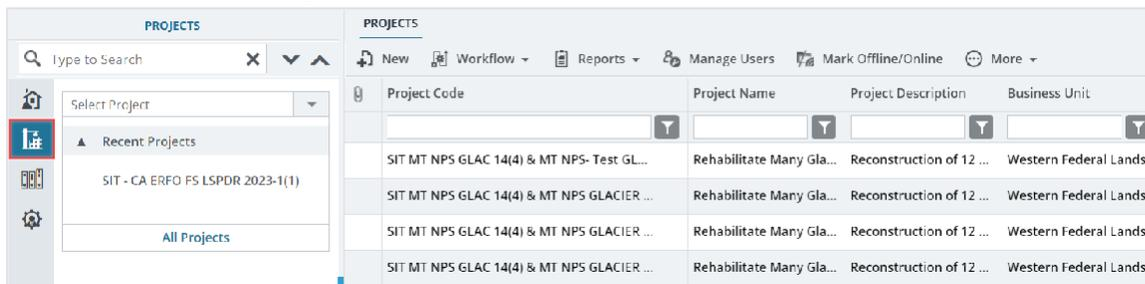 PROJECTS
Type to Search
Select Project
Recent Projects
SIT - CA ERFO FS LSPDR 2023-1(1)
All Projects
PROJECTS
New Workflow Reports Manage Users Mark Offline/Online More
Project Code Project Name Project Description Business Unit
SIT MT NPS GLAC 14(4) & MT NPS- Test GL... Rehabilitate Many Gla... Reconstruction of 12 ... Western Federal Lands
SIT MT NPS GLAC 14(4) & MT NPS GLACIER ... Rehabilitate Many Gla... Reconstruction of 12 ... Western Federal Lands
SIT MT NPS GLAC 14(4) & MT NPS GLACIER ... Rehabilitate Many Gla... Reconstruction of 12 ... Western Federal Lands
SIT MT NPS GLAC 14(4) & MT NPS GLACIER ... Rehabilitate Many Gla... Reconstruction of 12 ... Western Federal Lands